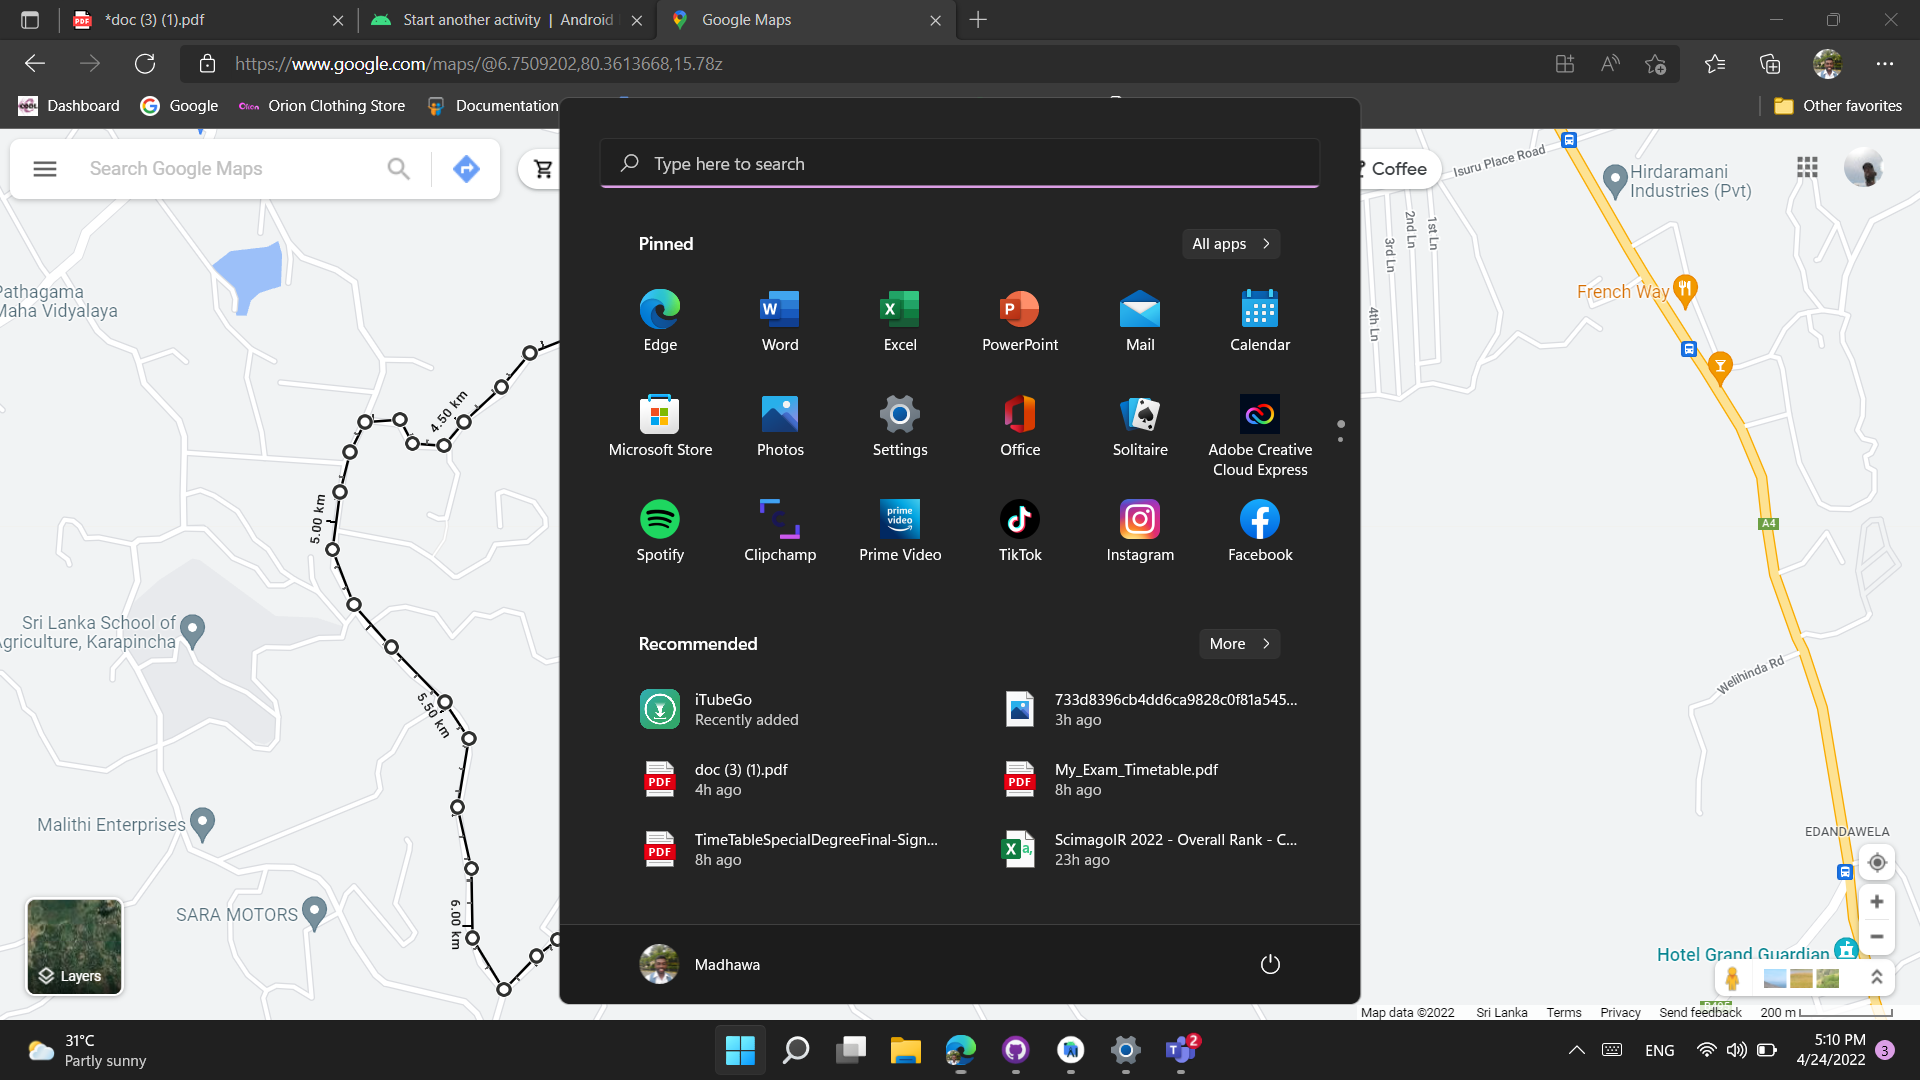 *doc (3) (1).pdf
Start another activity | Android
Google Maps
https://www.google.com/maps/@6.7509202,80.3613668,15.78z
Dashboard
Google
Orion Clothing Store
Documentation
Other favorites
Search Google Maps
Coffee
Type here to search
Pinned
All apps
Edge
Word
Excel
PowerPoint
Mail
Calendar
Microsoft Store
Photos
Settings
Office
Solitaire
Adobe Creative
Cloud Express
Spotify
Clipchamp
prime
video
Prime Video
TikTok
Instagram
Facebook
Recommended
More
iTubeGo
Recently added
733d8396cb4dd6ca9828c0f81a545...
3h ago
PDF
doc (3) (1).pdf
4h ago
PDF
My_Exam_Timetable.pdf
8h ago
PDF
TimeTableSpecialDegreeFinal-Sign...
8h ago
ScimagoIR 2022 - Overall Rank - C...
23h ago
Madhawa
Pathagama
Maha Vidyalaya
4.50 km
5.00 km
Sri Lanka School of
Agriculture, Karapincha
5.50 km
Malithi Enterprises
SARA MOTORS
6.00 km
Layers
Isuru Place Road
Hirdaramani
Industries (Pvt)
1st Ln
2nd Ln
3rd Ln
4th Ln
French Way
A4
Welihinda Rd
EDANDAWELA
Hotel Grand Guardian
Map data ©2022
Sri Lanka
Terms
Privacy
Send feedback
200 m
31°C
Partly sunny
2
ENG
5:10 PM
4/24/2022
3